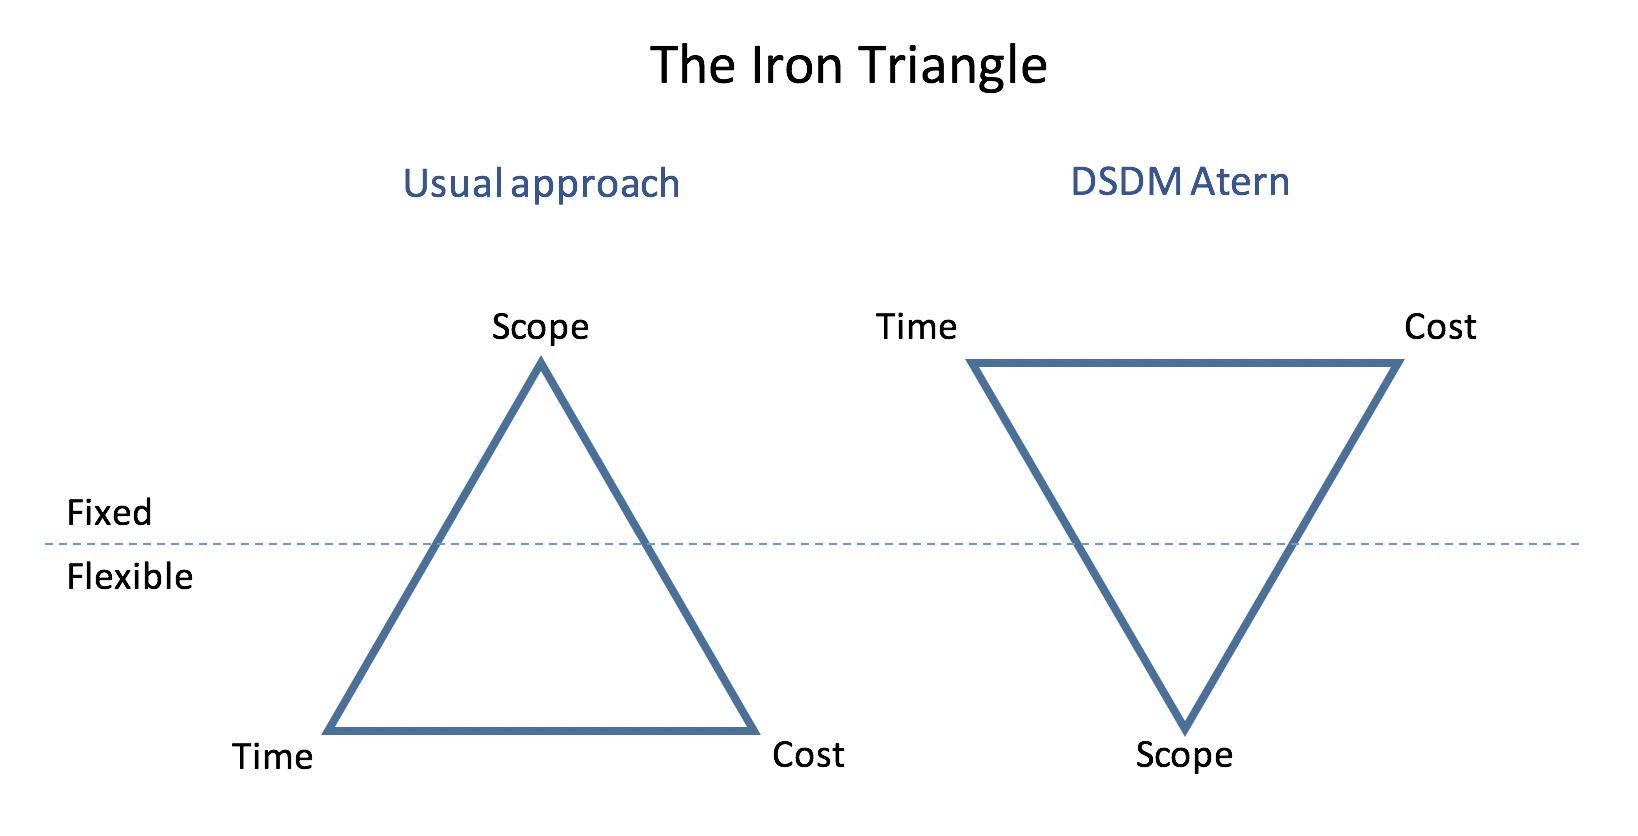 The Iron Triangle
Usual approach
DSDM Atern
Scope
Time
Cost
Fixed
Flexible
Time
Cost
Scope